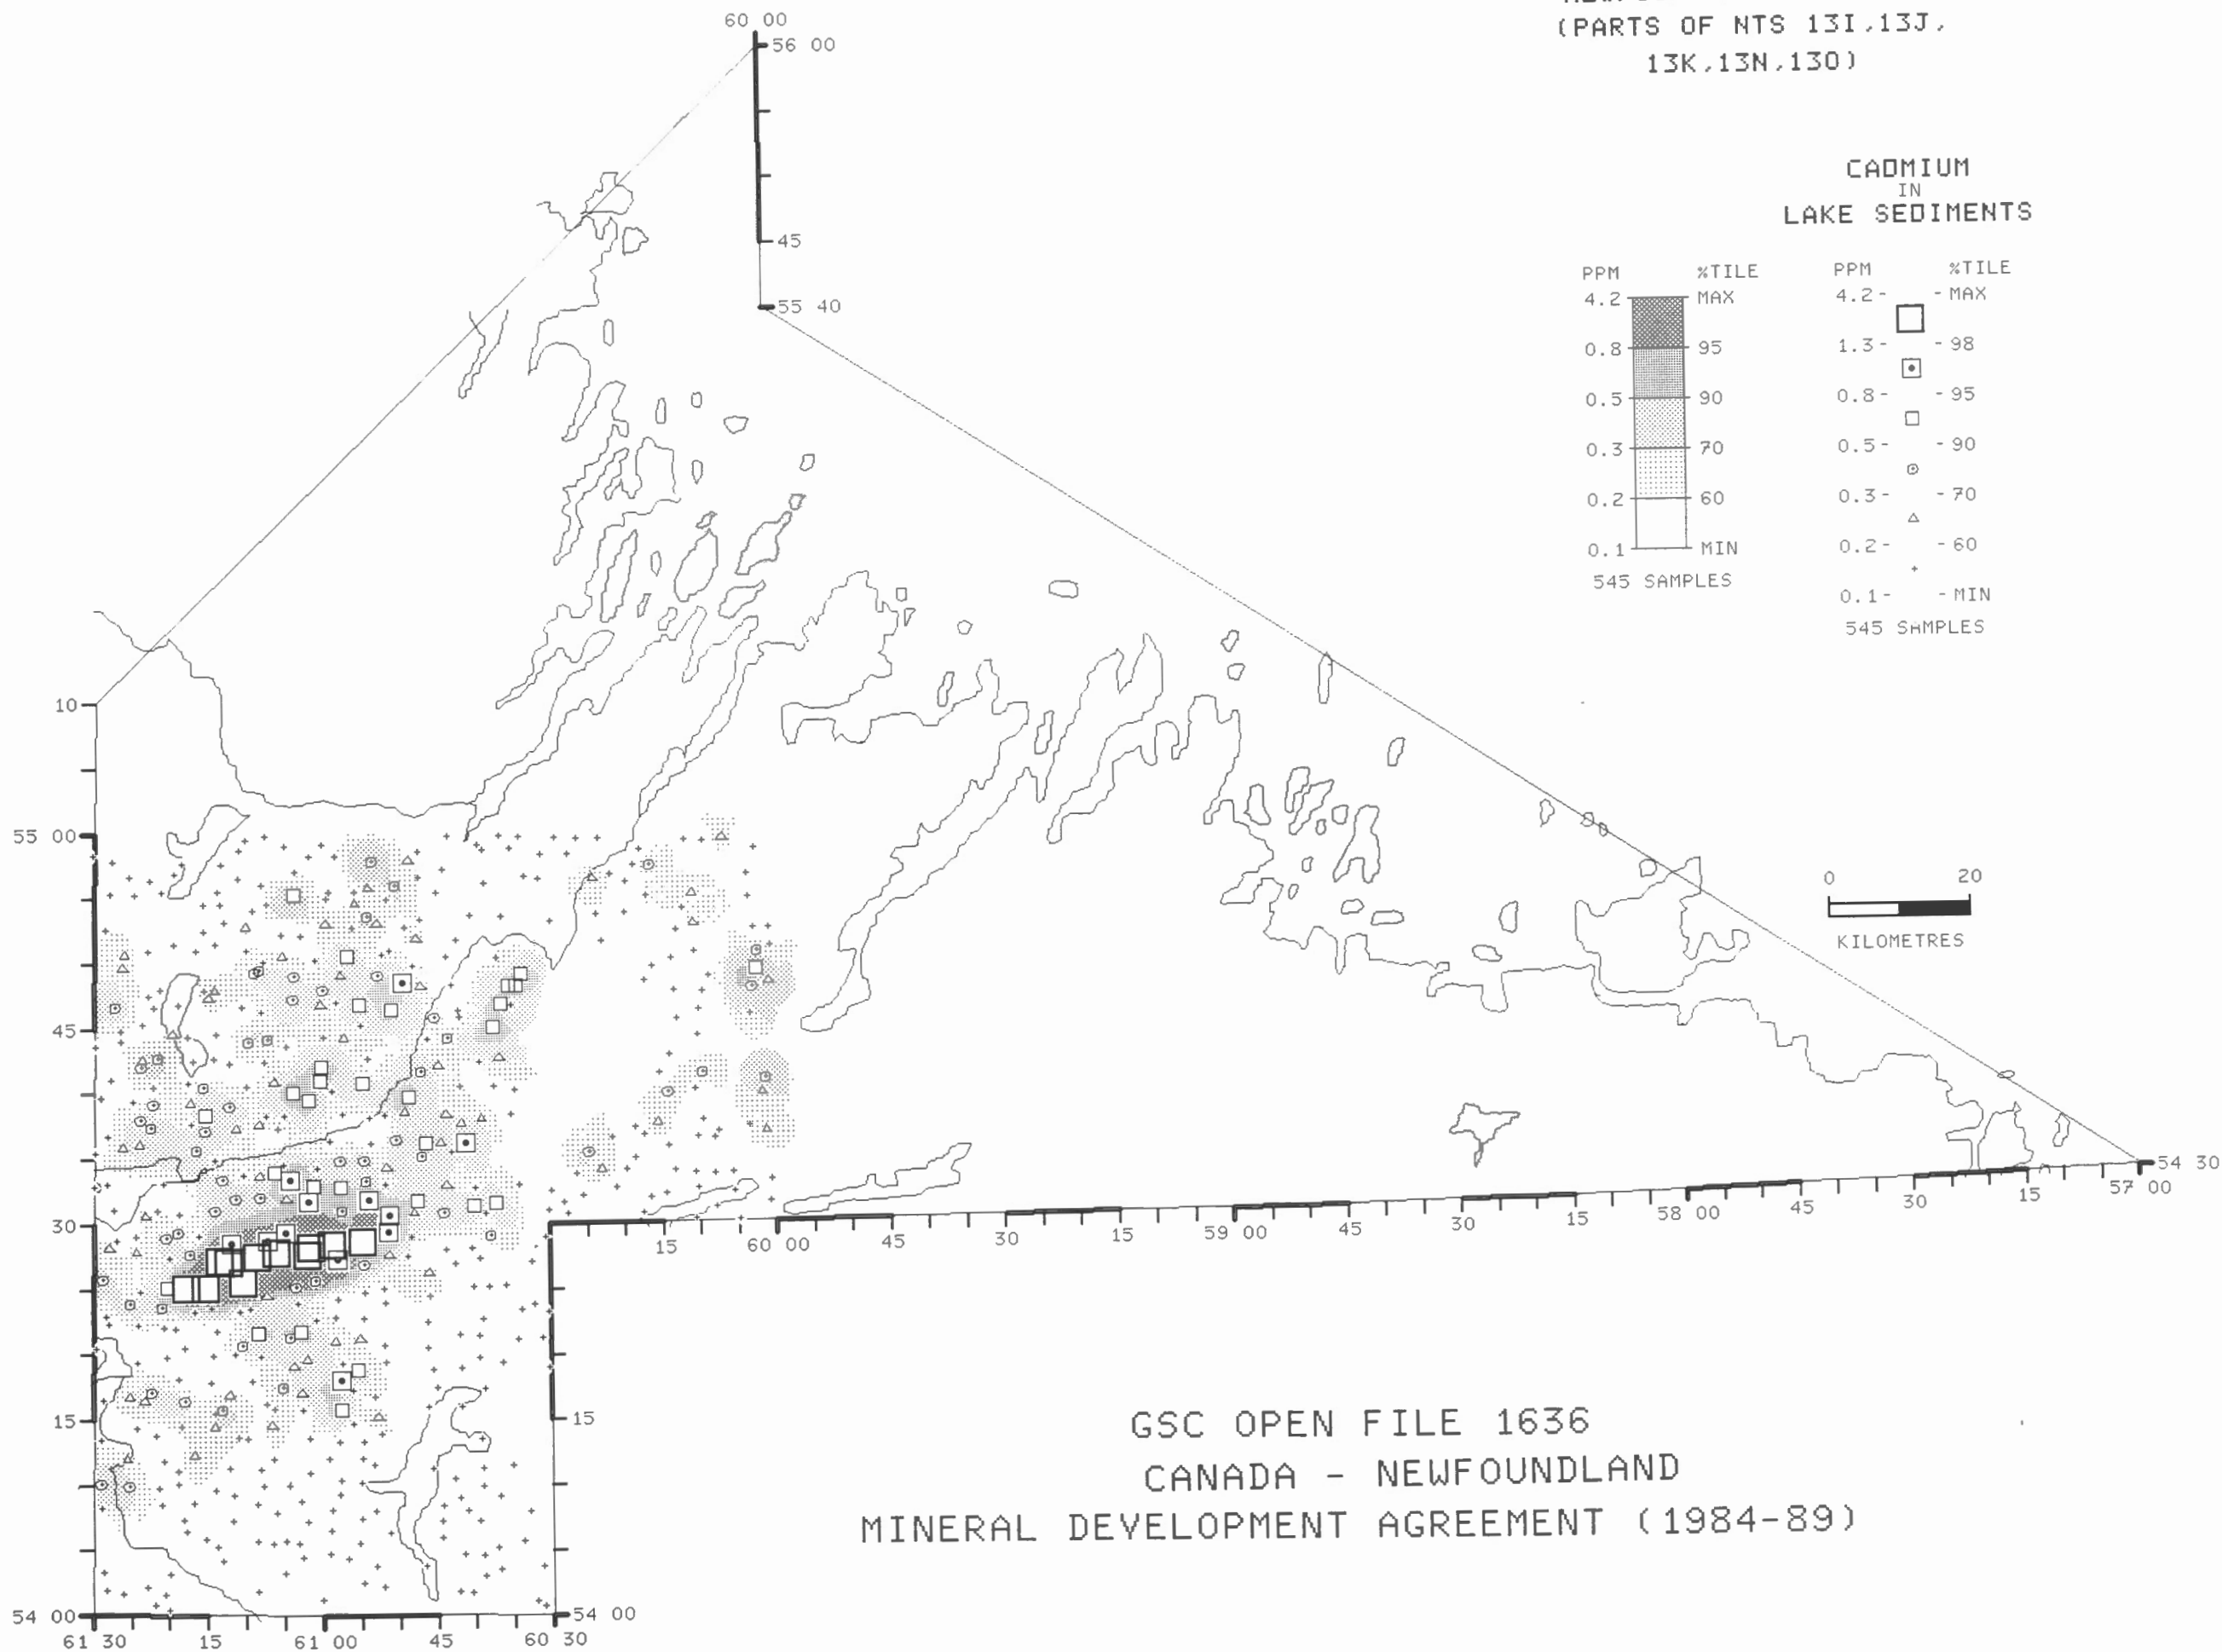 (PARTS OF NTS 13I,13J,
13K,13N,13O)
60 00
56 00
45
55 40
CADMIUM
IN
LAKE SEDIMENTS
PPM %TILE
4.2 MAX
0.8 95
0.5 90
0.3 70
0.2 60
0.1 MIN
545 SAMPLES
PPM %TILE
4.2- - MAX
1.3- - 98
0.8- - 95
0.5- - 90
0.3- - 70
0.2- - 60
0.1- - MIN
545 SAMPLES
10
55 00
45
30
15
54 00
0 20
KILOMETRES
54 30
57 00
15
30
45
58 00
15
30
45
59 00
15
30
45
60 00
15
15
54 00
61 30
15
61 00
45
60 30
GSC OPEN FILE 1636
CANADA - NEWFOUNDLAND
MINERAL DEVELOPMENT AGREEMENT (1984-89)